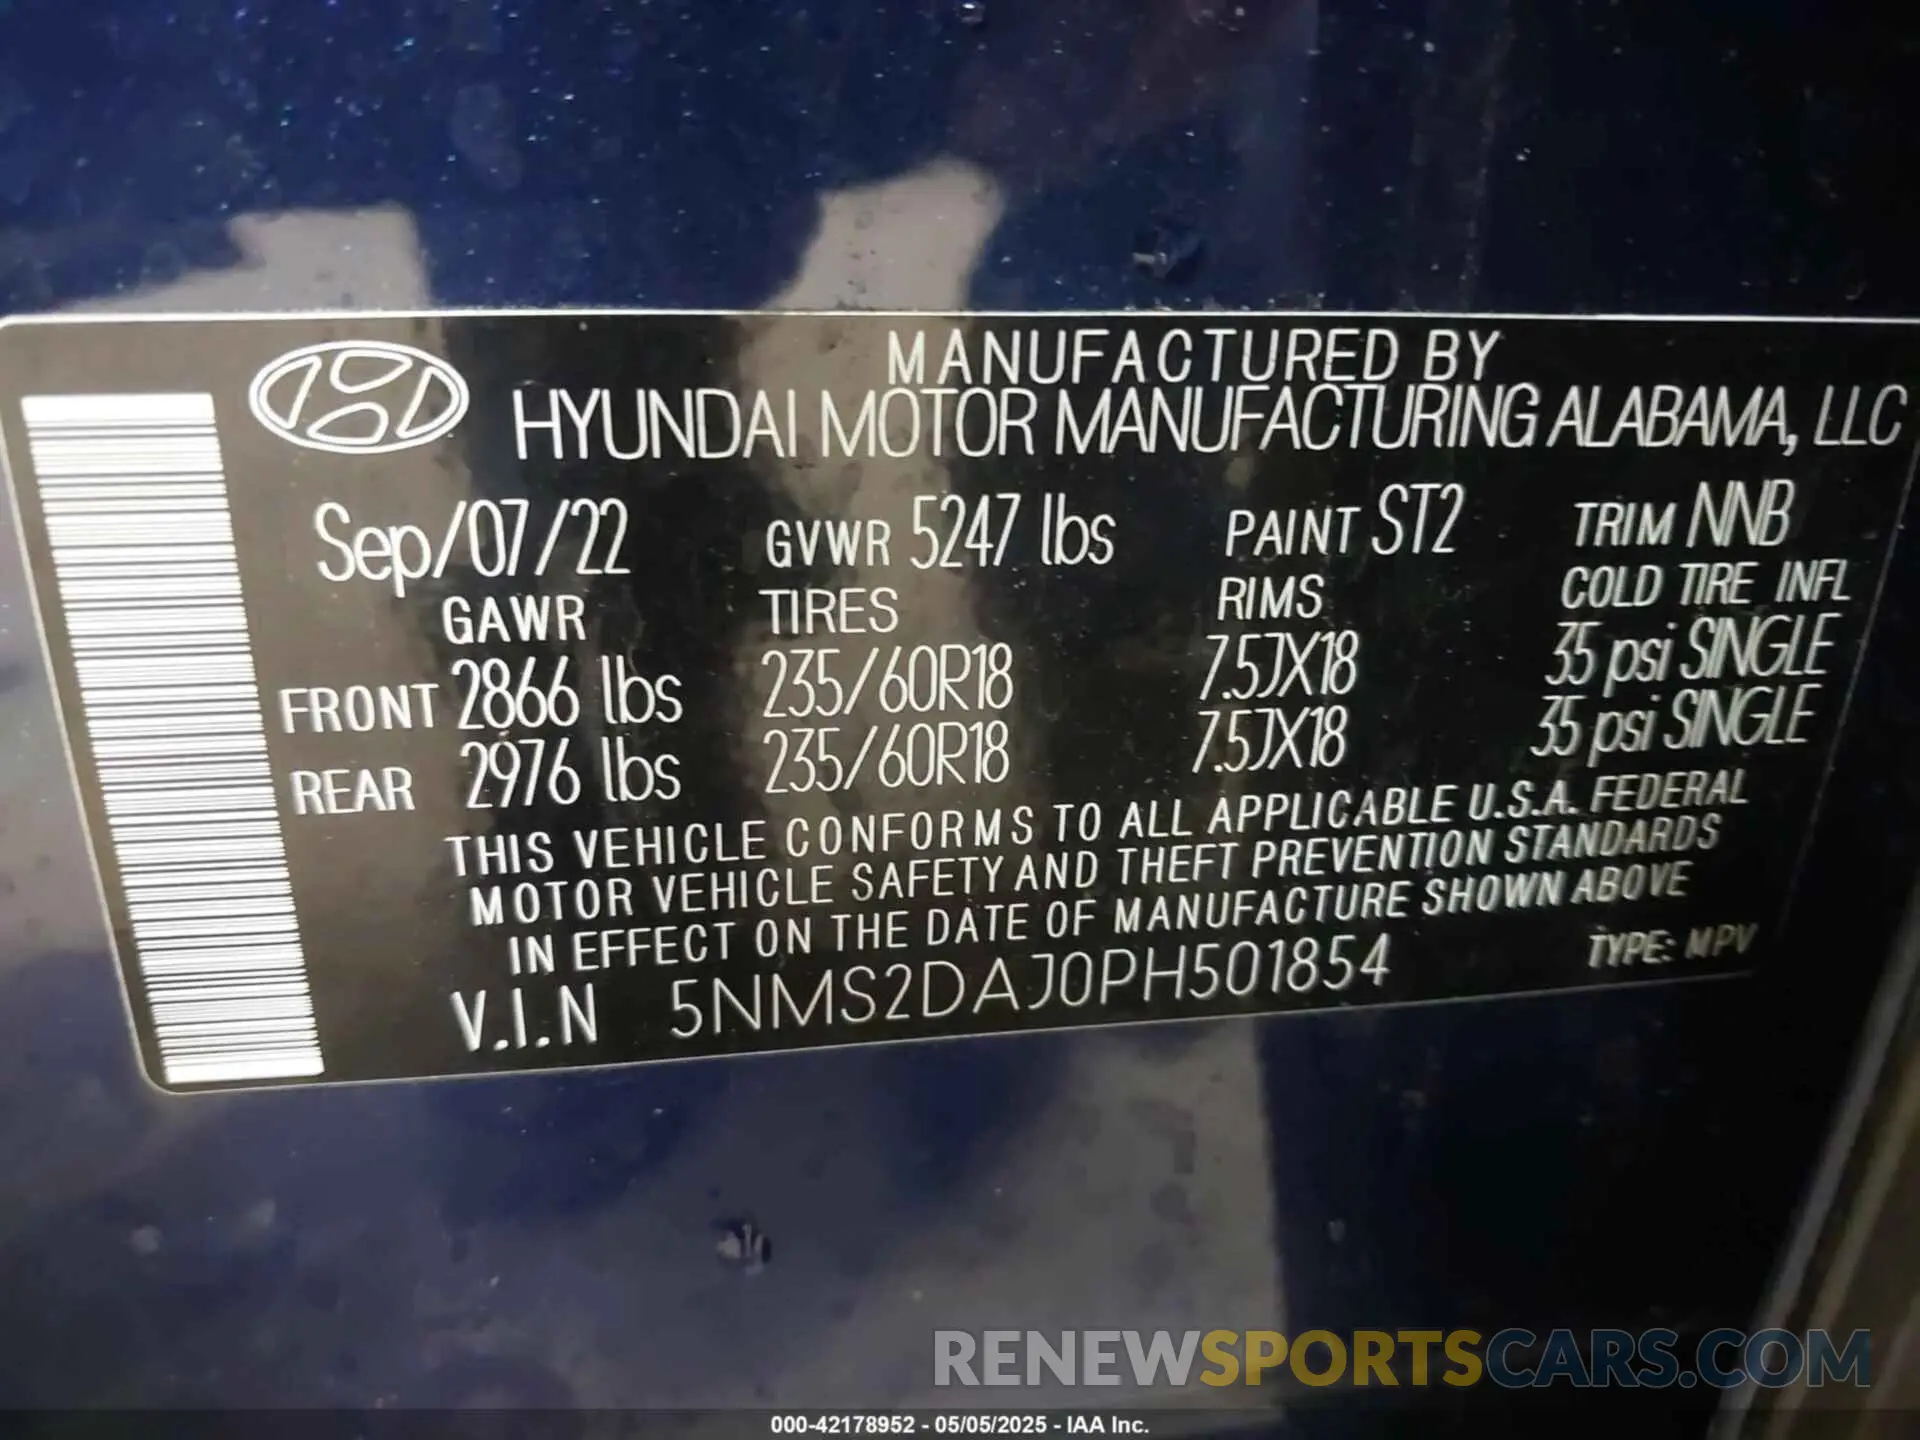 MANUFACTURED BY
HYUNDAI MOTOR MANUFACTURING ALABAMA, LLC
Sep/07/22 GVWR 5247 lbs PAINT ST2 TRIM NNB
GAWR TIRES RIMS COLD TIRE INFL
FRONT 2866 lbs 235/60R18 7.5JX18 35 psi SINGLE
REAR 2976 lbs 235/60R18 7.5JX18 35 psi SINGLE
THIS VEHICLE CONFORMS TO ALL APPLICABLE U.S.A. FEDERAL
MOTOR VEHICLE SAFETY AND THEFT PREVENTION STANDARDS
IN EFFECT ON THE DATE OF MANUFACTURE SHOWN ABOVE
V.I.N 5NMS2DAJ0PH501854 TYPE: MPV
RENEWSPORTSCARS.COM
000-42178952 - 05/05/2025 - IAA Inc.